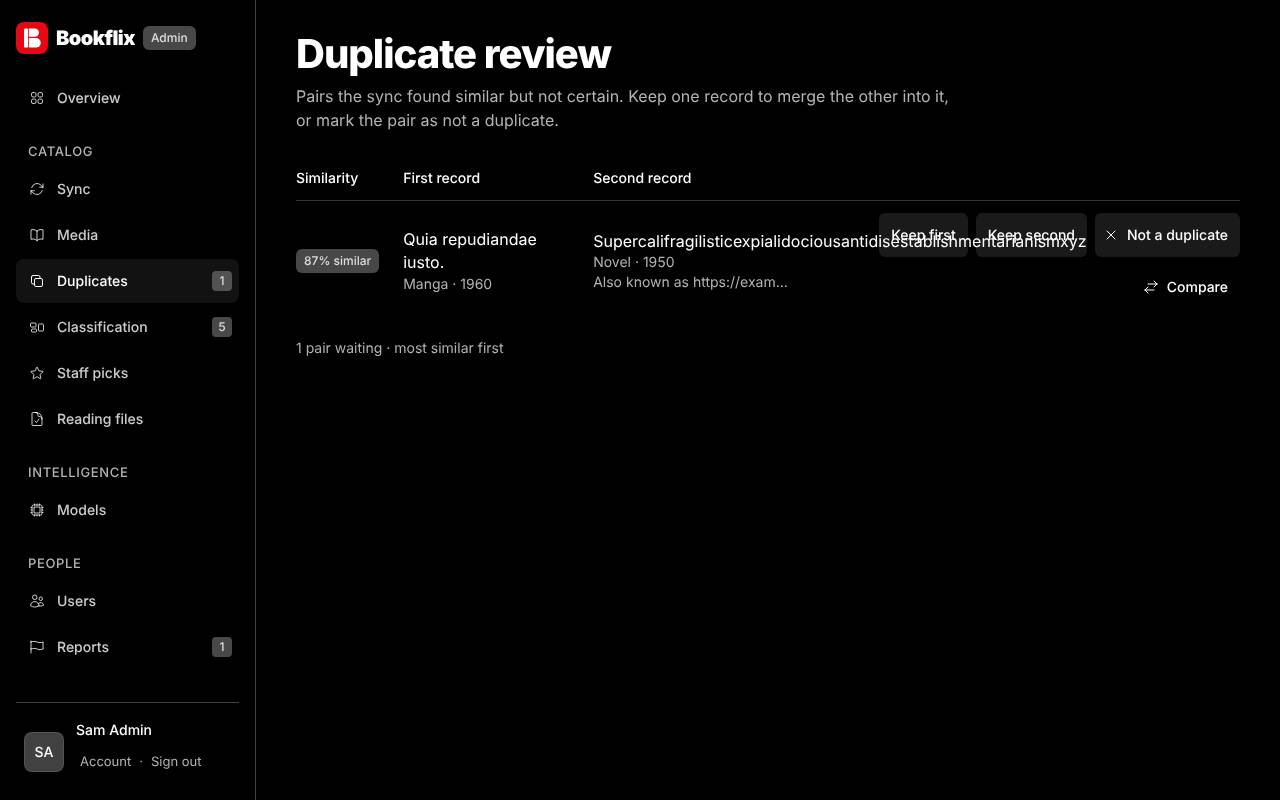 Bookflix Admin
Overview
CATALOG
Sync
Media
Duplicates 1
Classification 5
Staff picks
Reading files
INTELLIGENCE
Models
PEOPLE
Users
Reports 1
SA
Sam Admin
Account · Sign out
Duplicate review
Pairs the sync found similar but not certain. Keep one record to merge the other into it,
or mark the pair as not a duplicate.
Similarity First record Second record
87% similar
Quia repudiandae
iusto.
Manga · 1960
Supercalifragilisticexpialidociousantidisestablishmentarianismxyz
Novel · 1950
Also known as https://exam...
Keep first Keep second Not a duplicate
Compare
1 pair waiting · most similar first